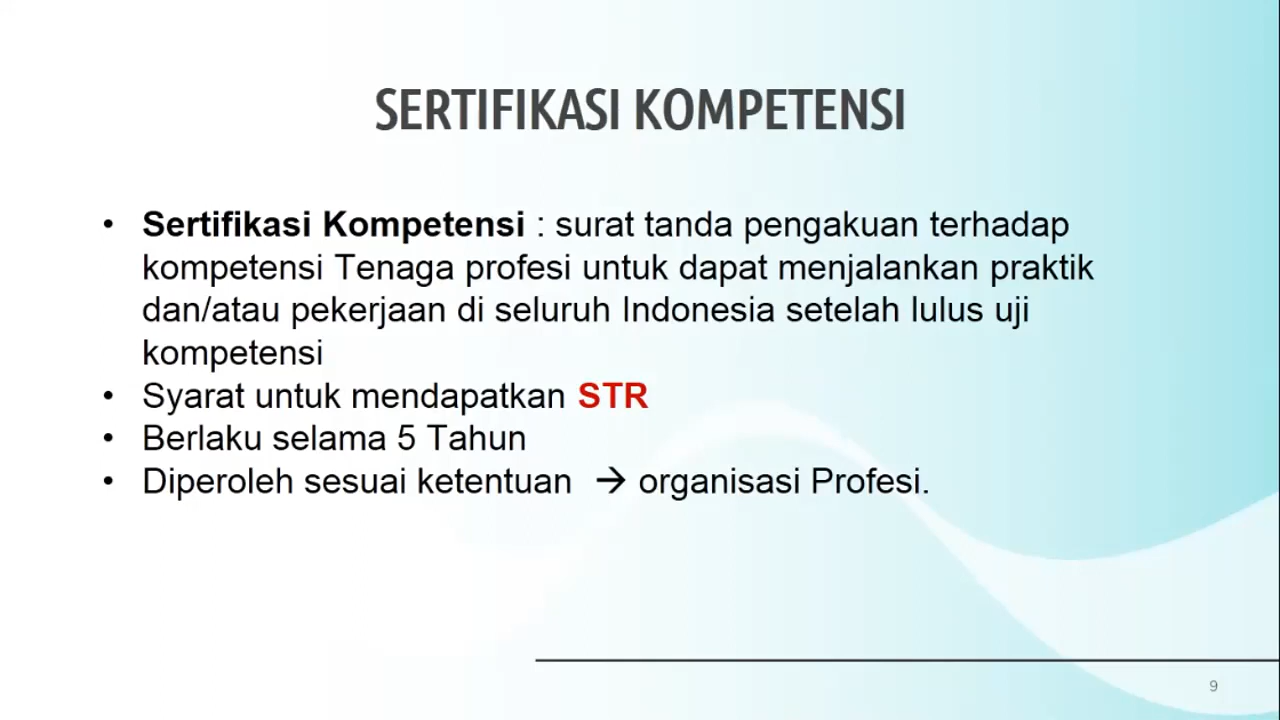 SERTIFIKASI KOMPETENSI
• Sertifikasi Kompetensi : surat tanda pengakuan terhadap
kompetensi Tenaga profesi untuk dapat menjalankan praktik
dan/atau pekerjaan di seluruh Indonesia setelah lulus uji
kompetensi
• Syarat untuk mendapatkan STR
• Berlaku selama 5 Tahun
• Diperoleh sesuai ketentuan → organisasi Profesi.
9